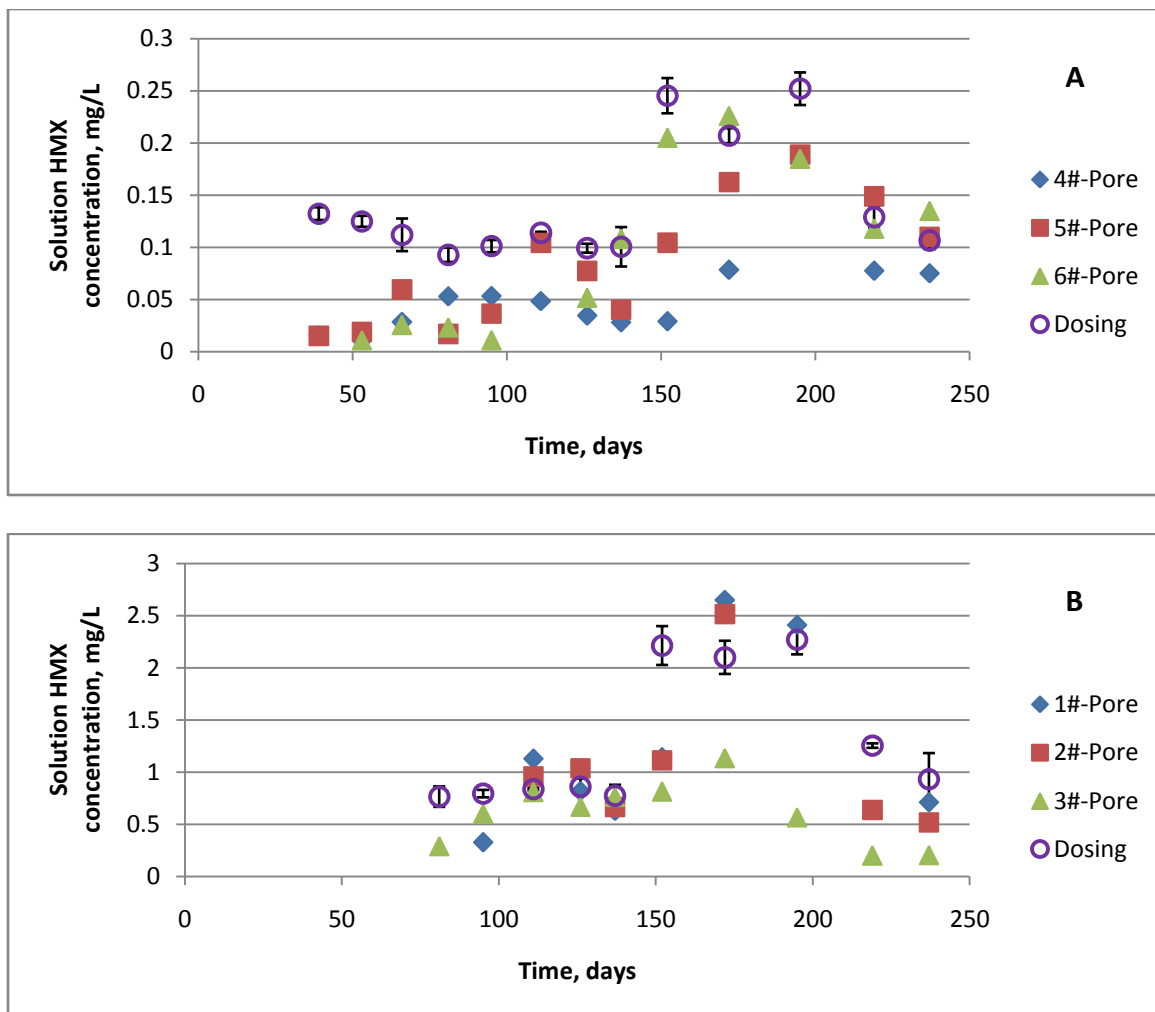 A
Solution HMX
concentration, mg/L
0.3
0.25
0.2
0.15
0.1
0.05
0
0 50 100 150 200 250
Time, days
4#-Pore
5#-Pore
6#-Pore
Dosing
B
Solution HMX
concentration, mg/L
3
2.5
2
1.5
1
0.5
0
0 50 100 150 200 250
Time, days
1#-Pore
2#-Pore
3#-Pore
Dosing